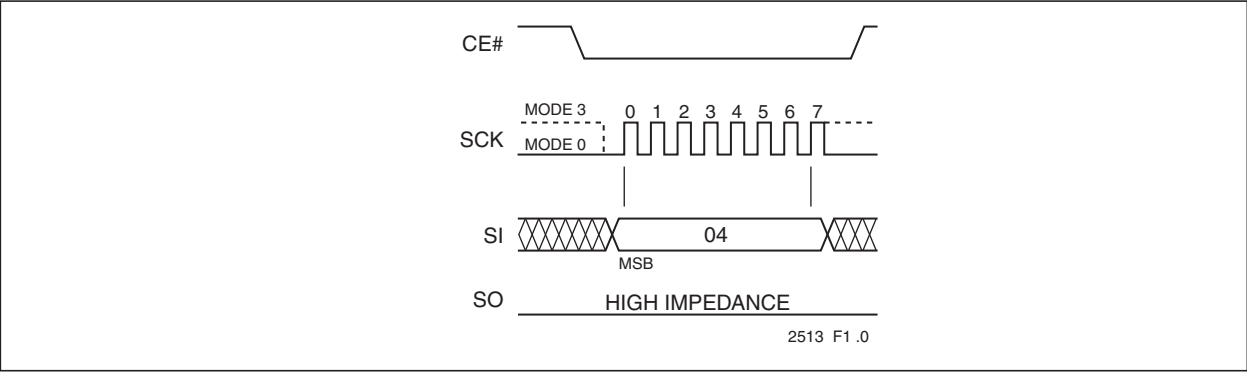 CE#
MODE 3
0 1 2 3 4 5 6 7
SCK
MODE 0
SI
04
MSB
SO
HIGH IMPEDANCE
2513 F1 .0